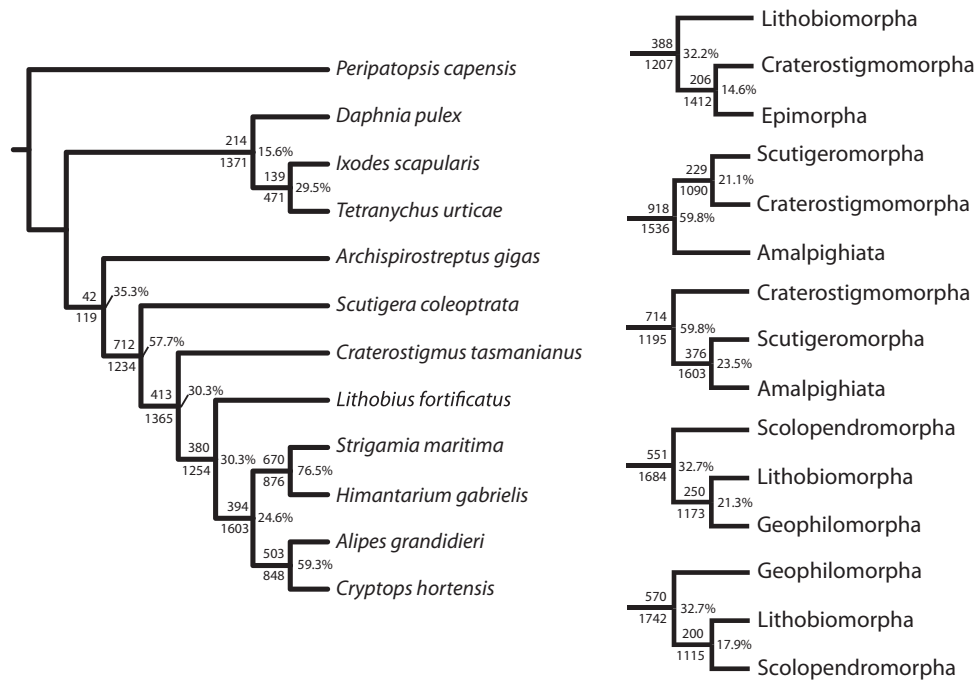 Peripatopsis capensis
Daphnia pulex
214
1371
15.6%
Ixodes scapularis
139
471
29.5%
Tetranychus urticae
Archispirostreptus gigas
42
119
35.3%
Scutigera coleoptrata
712
1234
57.7%
Craterostigmus tasmanianus
413
1365
30.3%
Lithobius fortificatus
380
1254
30.3%
Strigamia maritima
670
876
76.5%
Himantarium gabrielis
394
1603
24.6%
Alipes grandidieri
503
848
59.3%
Cryptops hortensis
Lithobiomorpha
388
1207
32.2%
Craterostigmomorpha
206
1412
14.6%
Epimorpha
Scutigeromorpha
229
1090
21.1%
Craterostigmomorpha
918
1536
59.8%
Amalpighiata
Craterostigmomorpha
714
1195
59.8%
Scutigeromorpha
376
1603
23.5%
Amalpighiata
Scolopendromorpha
551
1684
32.7%
Lithobiomorpha
250
1173
21.3%
Geophilomorpha
Geophilomorpha
570
1742
32.7%
Lithobiomorpha
200
1115
17.9%
Scolopendromorpha